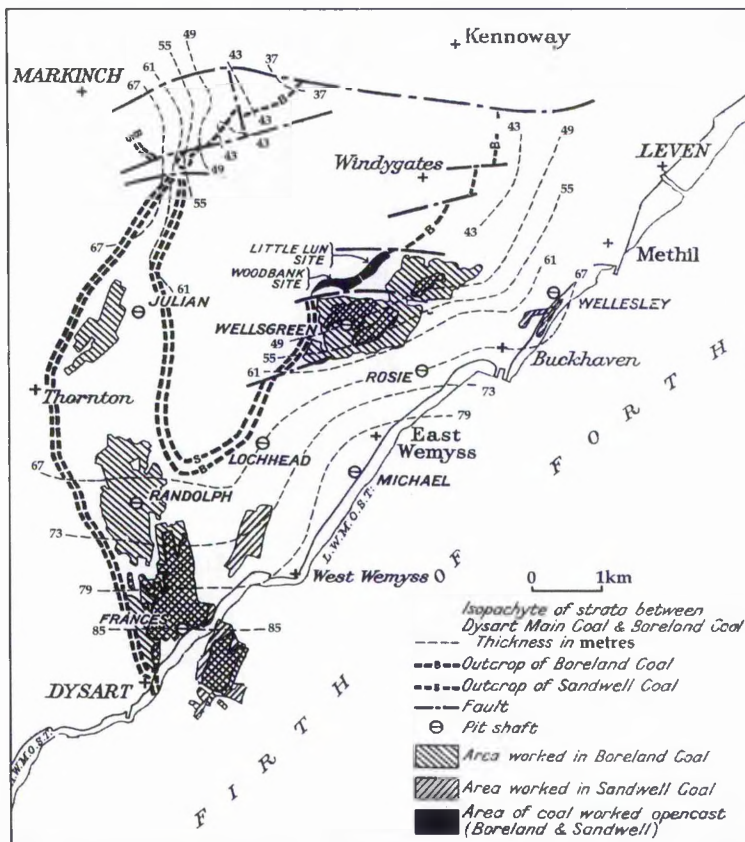 49
55
43
Kennoway
61
37
MARKINCH
67
37
B
43
49
S
B
43
43
B
LEVEN
49
Windygates
55
55
43
67
LITTLE LUN
SITE
B
Methil
WOODBANK
SITE
61
67
61
JULIAN
WELLESLEY
WELLSGREEN
49
55
Buckhaven
61
ROSIE
Thornton
73
79
East
Wemyss
S
B
LOCHHEAD
67
MICHAEL
RANDOLPH
L.W.M.O.S.T.
73
West Wemyss
79
FRANCES
85
85
DYSART
L.W.M.O.S.T.
FIRTH
OF
FORTH
0 1km
Isopachyte of strata between
Dysart Main Coal & Boreland Coal
Thickness in metres
B Outcrop of Boreland Coal
S Outcrop of Sandwell Coal
Fault
Pit shaft
Area worked in Boreland Coal
Area worked in Sandwell Coal
Area of coal worked opencast
(Boreland & Sandwell)